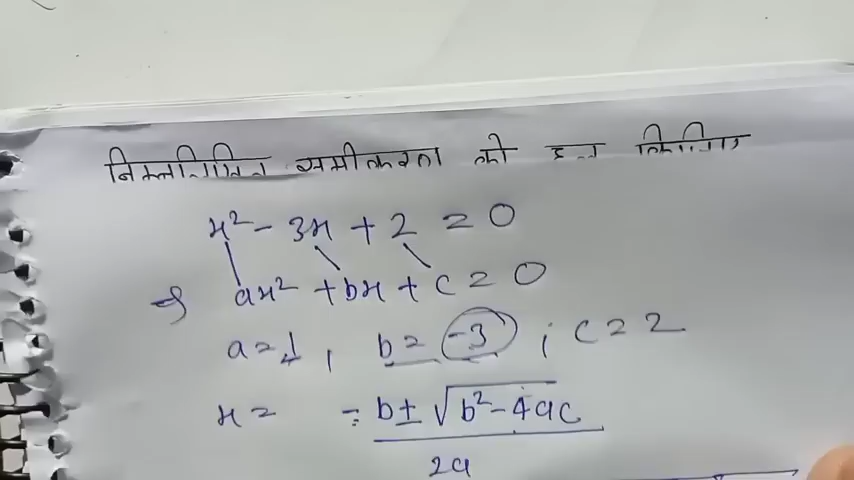 निम्नलिखित समीकरण को हल किजिए
x² - 3x + 2 = 0
⇒ ax² + bx + c = 0
a = 1, b = -3 ; c = 2
x = -b ± √b² - 4ac
2a